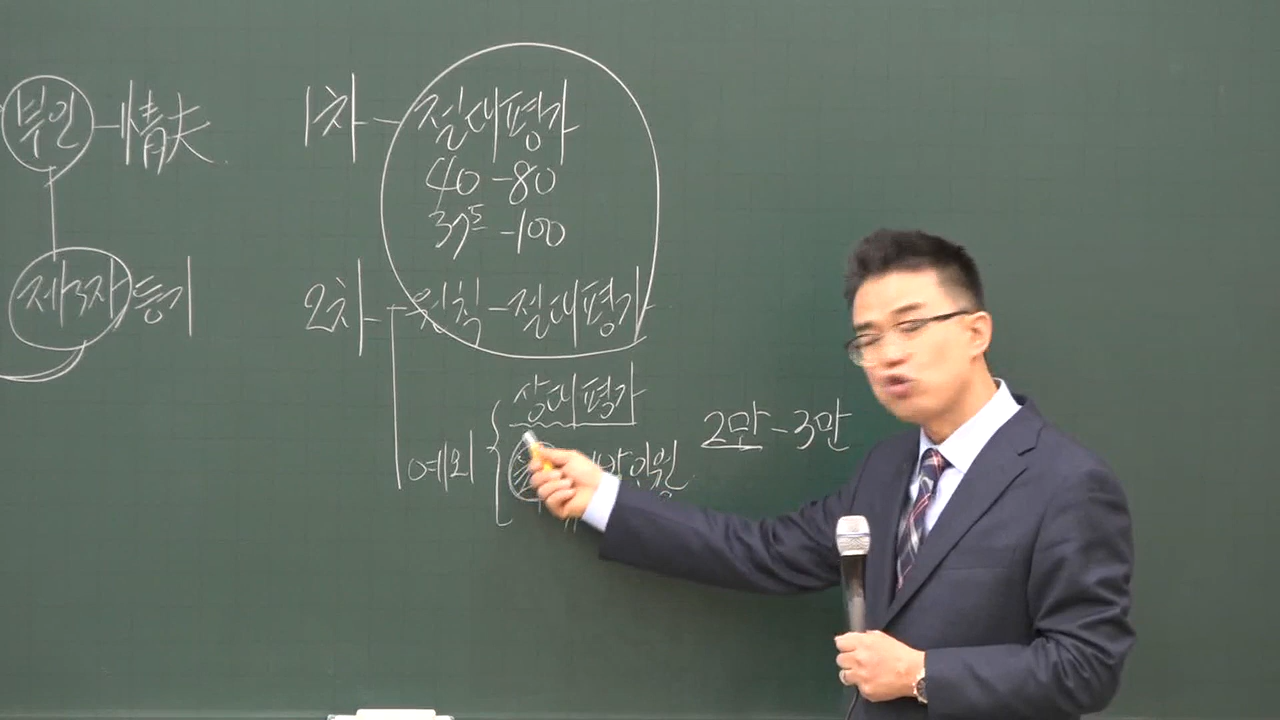 부인 - 情夫
제3자 등기
1차 - 절대평가
40 - 80
37도 - 100
2차 - 원칙 - 절대평가
예외
상대평가
인원
2만 - 3만